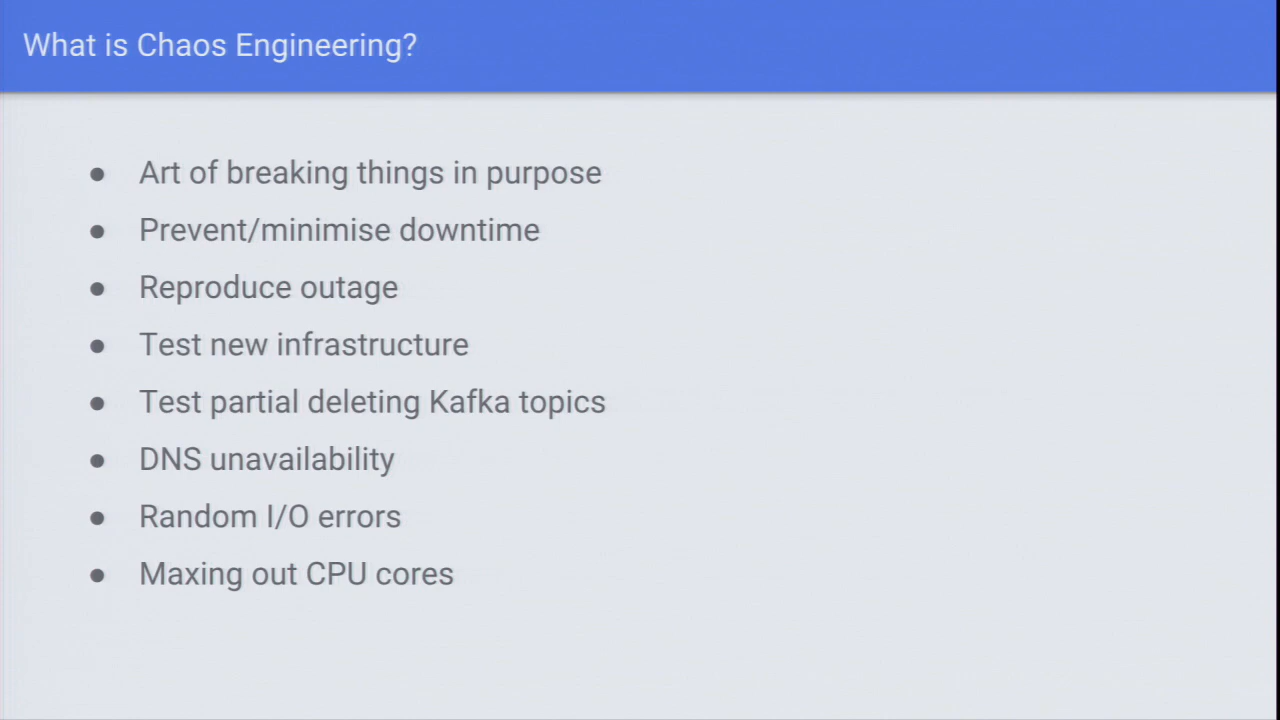 What is Chaos Engineering?
Art of breaking things in purpose
Prevent/minimise downtime
Reproduce outage
Test new infrastructure
Test partial deleting Kafka topics
DNS unavailability
Random I/O errors
Maxing out CPU cores